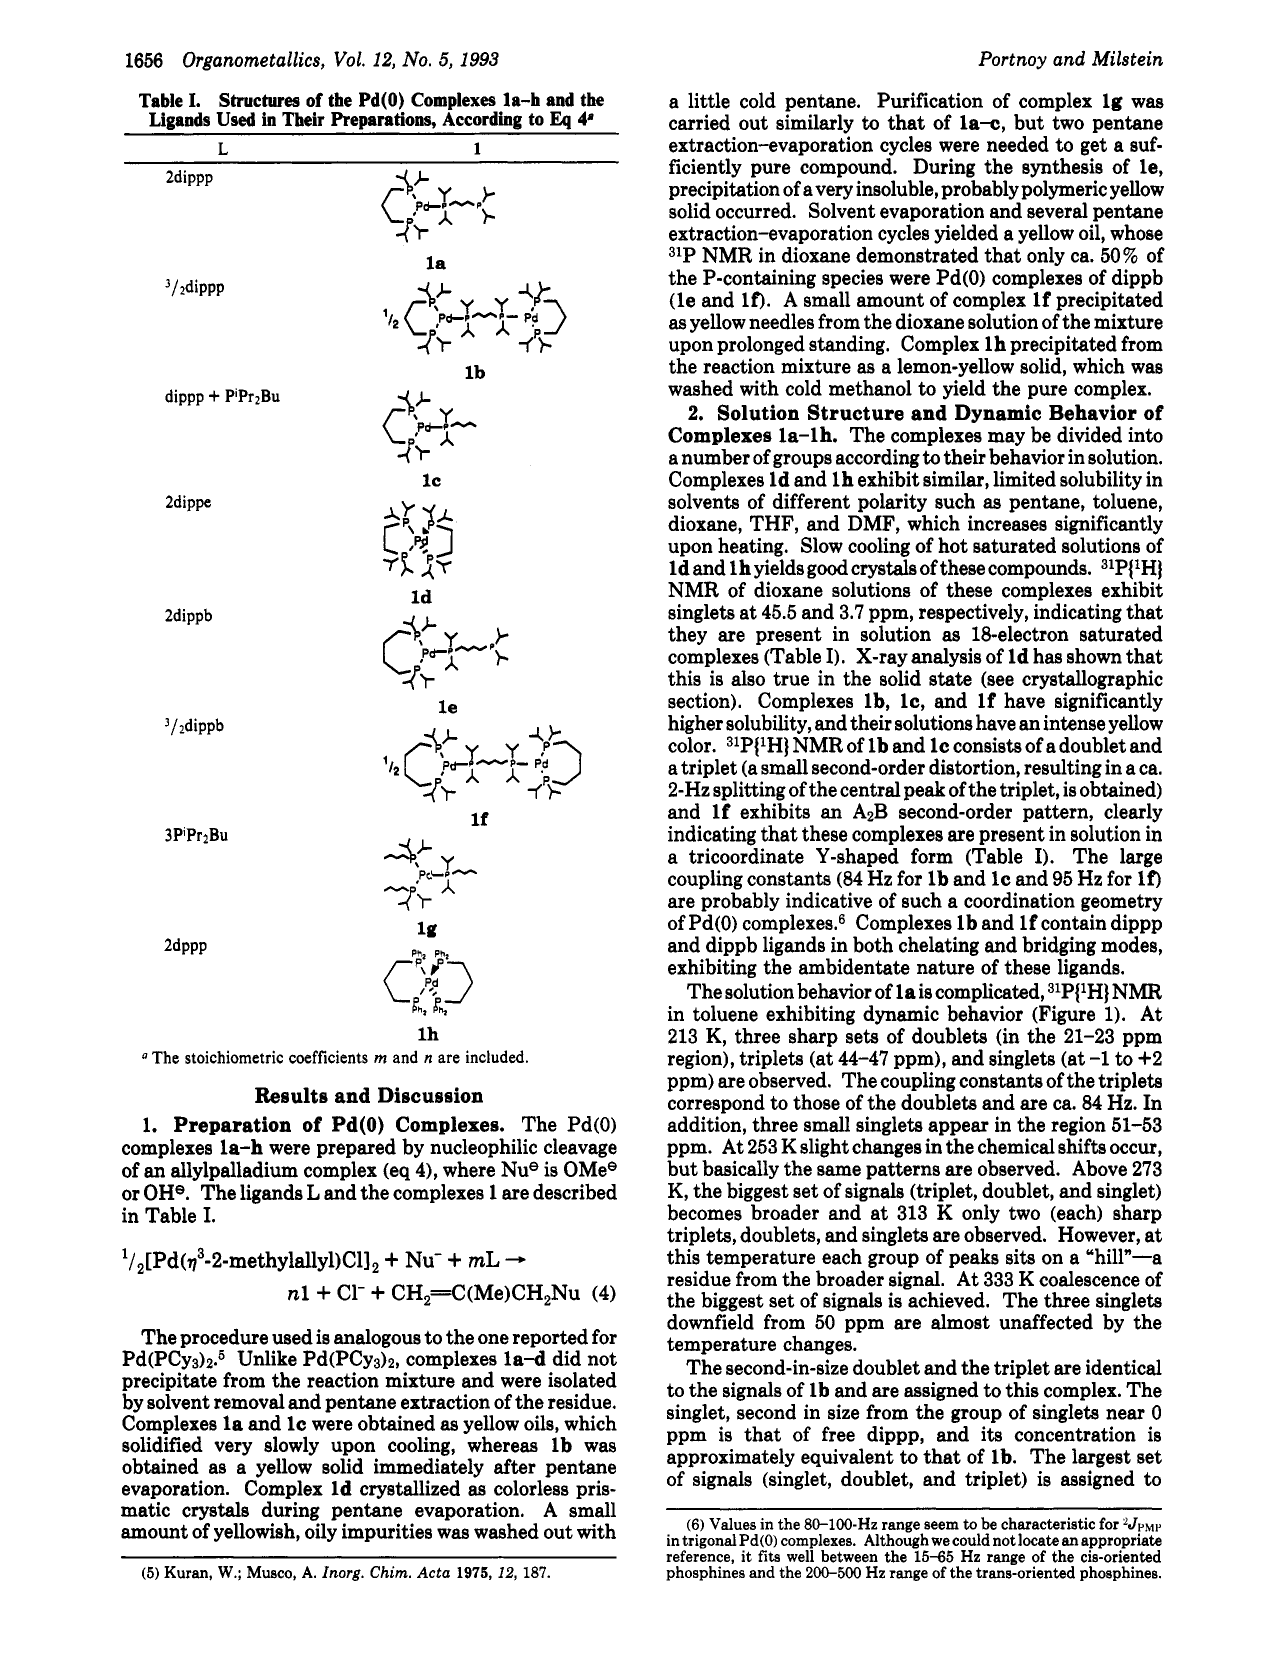 1656 Organometallics, Vol. 12, No. 5, 1993
Portnoy and Milstein
Table I. Structures of the Pd(0) Complexes 1a–h and the
Ligands Used in Their Preparations, According to Eq 4ᵃ
L 1
2dippp
1a
3/2dippp
1/2
1b
dippp + PⁱPr₂Bu
1c
2dippe
1d
2dippb
1e
3/2dippb
1/2
1f
3PⁱPr₂Bu
1g
2dppp
1h
ᵃ The stoichiometric coefficients m and n are included.
Results and Discussion
1. Preparation of Pd(0) Complexes. The Pd(0)
complexes 1a–h were prepared by nucleophilic cleavage
of an allylpalladium complex (eq 4), where Nu⊖ is OMe⊖
or OH⊖. The ligands L and the complexes 1 are described
in Table I.
1/2[Pd(η³-2-methylallyl)Cl]₂ + Nu⁻ + mL →
n1 + Cl⁻ + CH₂=C(Me)CH₂Nu (4)
The procedure used is analogous to the one reported for
Pd(PCy₃)₂.⁵ Unlike Pd(PCy₃)₂, complexes 1a–d did not
precipitate from the reaction mixture and were isolated
by solvent removal and pentane extraction of the residue.
Complexes 1a and 1c were obtained as yellow oils, which
solidified very slowly upon cooling, whereas 1b was
obtained as a yellow solid immediately after pentane
evaporation. Complex 1d crystallized as colorless pris-
matic crystals during pentane evaporation. A small
amount of yellowish, oily impurities was washed out with
(5) Kuran, W.; Musco, A. Inorg. Chim. Acta 1975, 12, 187.
a little cold pentane. Purification of complex 1g was
carried out similarly to that of 1a–c, but two pentane
extraction–evaporation cycles were needed to get a suf-
ficiently pure compound. During the synthesis of 1e,
precipitation of a very insoluble, probably polymeric yellow
solid occurred. Solvent evaporation and several pentane
extraction–evaporation cycles yielded a yellow oil, whose
³¹P NMR in dioxane demonstrated that only ca. 50% of
the P-containing species were Pd(0) complexes of dippb
(1e and 1f). A small amount of complex 1f precipitated
as yellow needles from the dioxane solution of the mixture
upon prolonged standing. Complex 1h precipitated from
the reaction mixture as a lemon-yellow solid, which was
washed with cold methanol to yield the pure complex.
2. Solution Structure and Dynamic Behavior of
Complexes 1a–1h. The complexes may be divided into
a number of groups according to their behavior in solution.
Complexes 1d and 1h exhibit similar, limited solubility in
solvents of different polarity such as pentane, toluene,
dioxane, THF, and DMF, which increases significantly
upon heating. Slow cooling of hot saturated solutions of
1d and 1h yields good crystals of these compounds. ³¹P{¹H}
NMR of dioxane solutions of these complexes exhibit
singlets at 45.5 and 3.7 ppm, respectively, indicating that
they are present in solution as 18-electron saturated
complexes (Table I). X-ray analysis of 1d has shown that
this is also true in the solid state (see crystallographic
section). Complexes 1b, 1c, and 1f have significantly
higher solubility, and their solutions have an intense yellow
color. ³¹P{¹H} NMR of 1b and 1c consists of a doublet and
a triplet (a small second-order distortion, resulting in a ca.
2-Hz splitting of the central peak of the triplet, is obtained)
and 1f exhibits an A₂B second-order pattern, clearly
indicating that these complexes are present in solution in
a tricoordinate Y-shaped form (Table I). The large
coupling constants (84 Hz for 1b and 1c and 95 Hz for 1f)
are probably indicative of such a coordination geometry
of Pd(0) complexes.⁶ Complexes 1b and 1f contain dippp
and dippb ligands in both chelating and bridging modes,
exhibiting the ambidentate nature of these ligands.
The solution behavior of 1a is complicated, ³¹P{¹H} NMR
in toluene exhibiting dynamic behavior (Figure 1). At
213 K, three sharp sets of doublets (in the 21–23 ppm
region), triplets (at 44–47 ppm), and singlets (at −1 to +2
ppm) are observed. The coupling constants of the triplets
correspond to those of the doublets and are ca. 84 Hz. In
addition, three small singlets appear in the region 51–53
ppm. At 253 K slight changes in the chemical shifts occur,
but basically the same patterns are observed. Above 273
K, the biggest set of signals (triplet, doublet, and singlet)
becomes broader and at 313 K only two (each) sharp
triplets, doublets, and singlets are observed. However, at
this temperature each group of peaks sits on a "hill"—a
residue from the broader signal. At 333 K coalescence of
the biggest set of signals is achieved. The three singlets
downfield from 50 ppm are almost unaffected by the
temperature changes.
The second-in-size doublet and the triplet are identical
to the signals of 1b and are assigned to this complex. The
singlet, second in size from the group of singlets near 0
ppm is that of free dippp, and its concentration is
approximately equivalent to that of 1b. The largest set
of signals (singlet, doublet, and triplet) is assigned to
(6) Values in the 80–100-Hz range seem to be characteristic for ²J_PMP
in trigonal Pd(0) complexes. Although we could not locate an appropriate
reference, it fits well between the 15–65 Hz range of the cis-oriented
phosphines and the 200–500 Hz range of the trans-oriented phosphines.